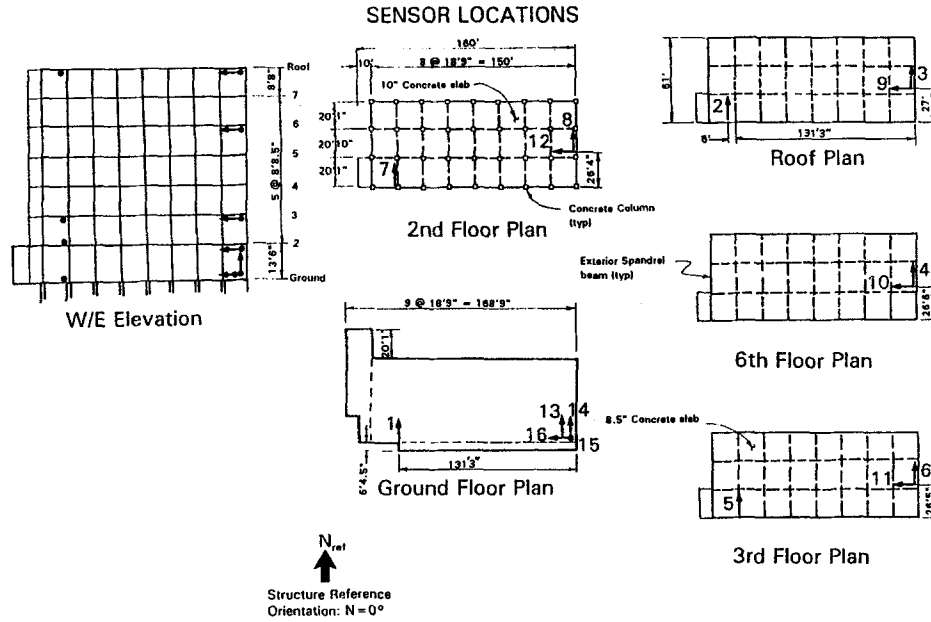 SENSOR LOCATIONS
Roof
7
6
5
4
3
2
Ground
8'8"
5 @ 8'8.5"
13'6"
W/E Elevation
160'
10'
8 @ 18'9" = 150'
10" Concrete slab
20'1"
20'10"
20'1"
12
8
7
26'4"
Concrete Column
(typ)
2nd Floor Plan
9 @ 18'9" = 168'9"
20'1"
1
13
14
16
15
6'4.5"
131'3"
Ground Floor Plan
N ref
Structure Reference
Orientation: N = 0°
61'
2
9
3
27'
6'
131'3"
Roof Plan
Exterior Spandrel
beam (typ)
10
4
26'8"
6th Floor Plan
8.5" Concrete slab
5
11
6
3rd Floor Plan